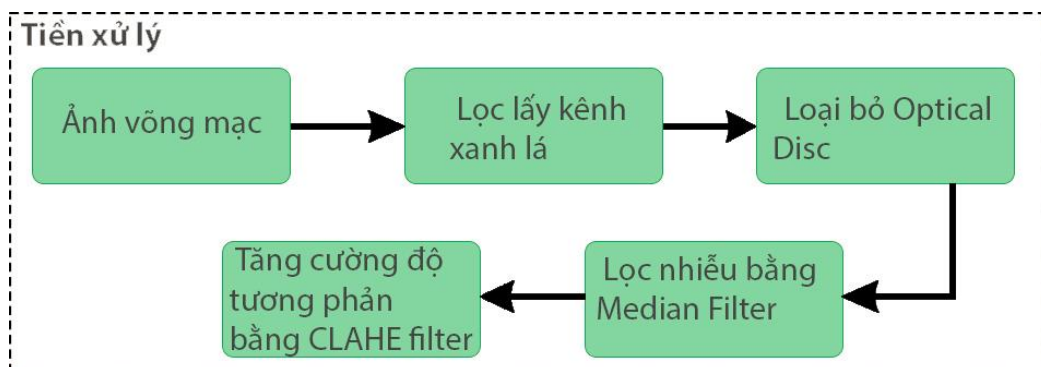 Tiền xử lý
Ảnh võng mạc
Lọc lấy kênh
xanh lá
Loại bỏ Optical
Disc
Lọc nhiễu bằng
Median Filter
Tăng cường độ
tương phản
bằng CLAHE filter